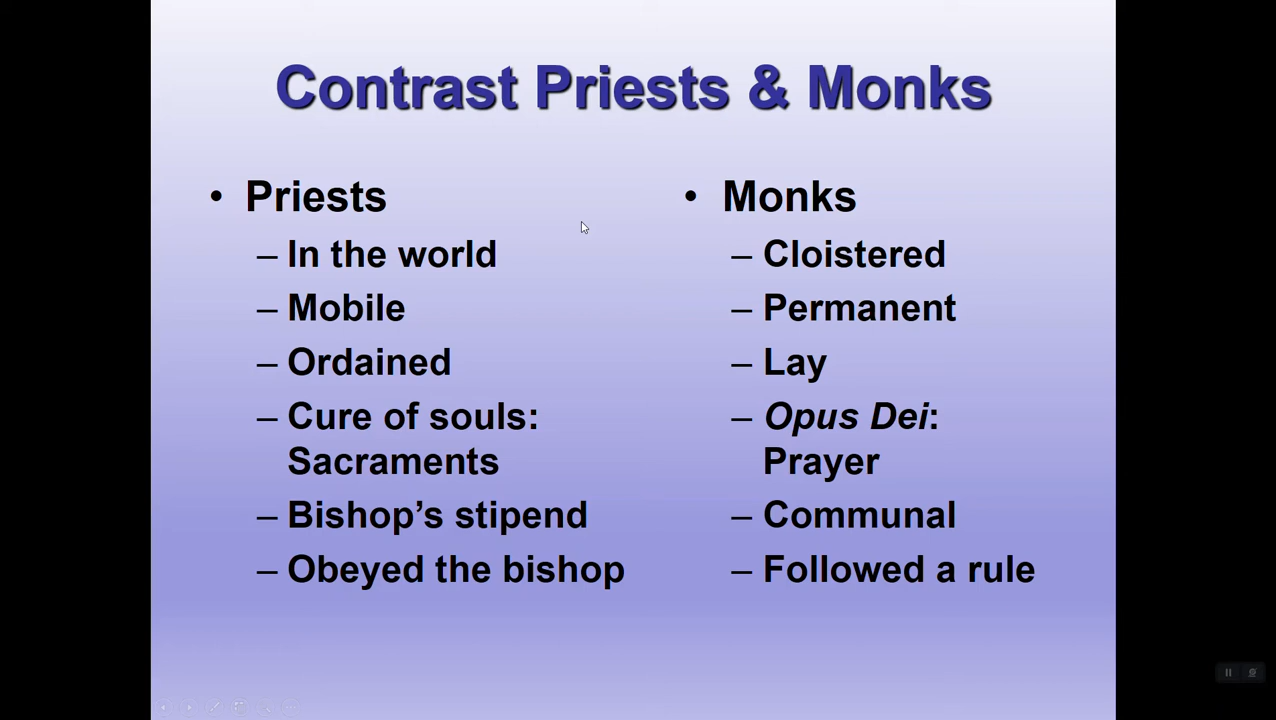 Contrast Priests & Monks
• Priests
– In the world
– Mobile
– Ordained
– Cure of souls:
Sacraments
– Bishop’s stipend
– Obeyed the bishop
• Monks
– Cloistered
– Permanent
– Lay
– Opus Dei:
Prayer
– Communal
– Followed a rule